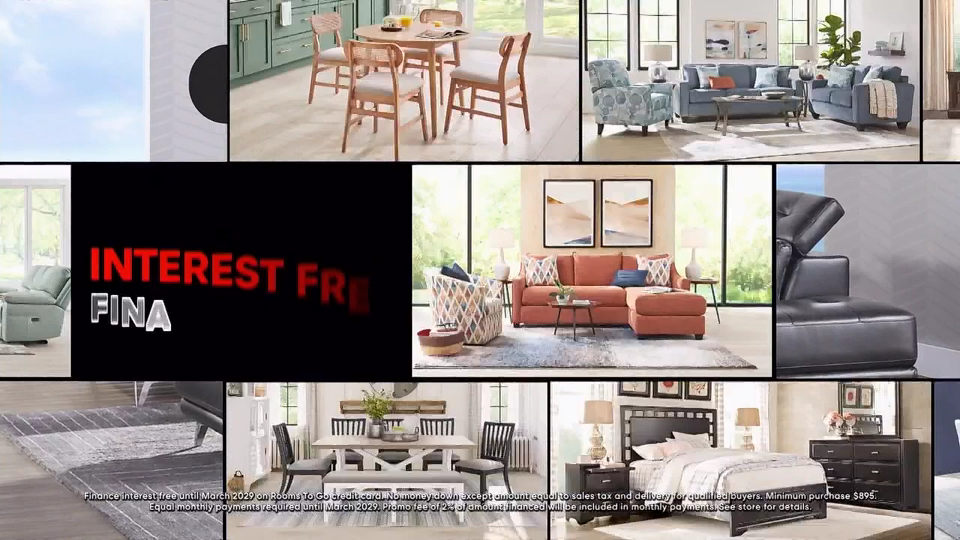 INTEREST FRE
FINA
Finance interest free until March 2029 on Rooms To Go credit card. No money down except amount equal to sales tax and delivery for qualified buyers. Minimum purchase $895.
Equal monthly payments required until March 2029. Promo fee of 2% of amount financed will be included in monthly payments. See store for details.